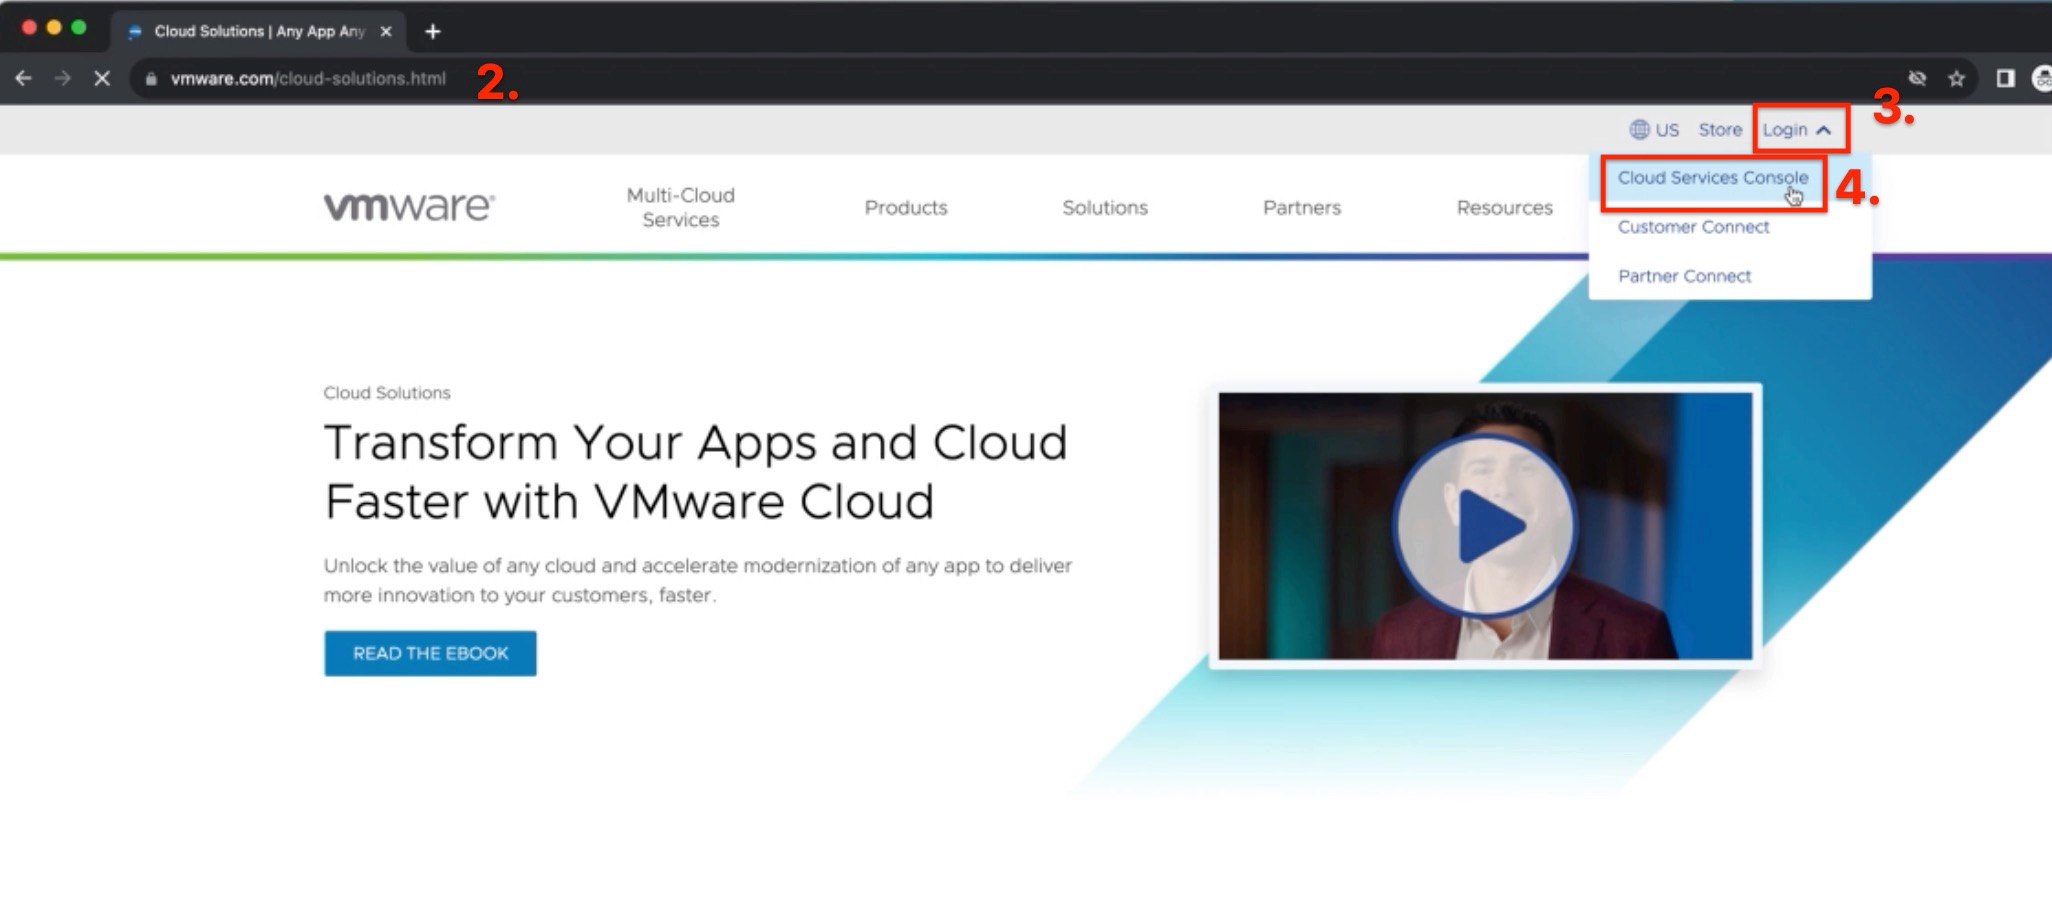 Cloud Solutions | Any App Any
vmware.com/cloud-solutions.html
2.
3.
US Store Login
Cloud Services Console
4.
Customer Connect
Partner Connect
vmware®
Multi-Cloud
Services
Products
Solutions
Partners
Resources
Cloud Solutions
Transform Your Apps and Cloud
Faster with VMware Cloud
Unlock the value of any cloud and accelerate modernization of any app to deliver
more innovation to your customers, faster.
READ THE EBOOK